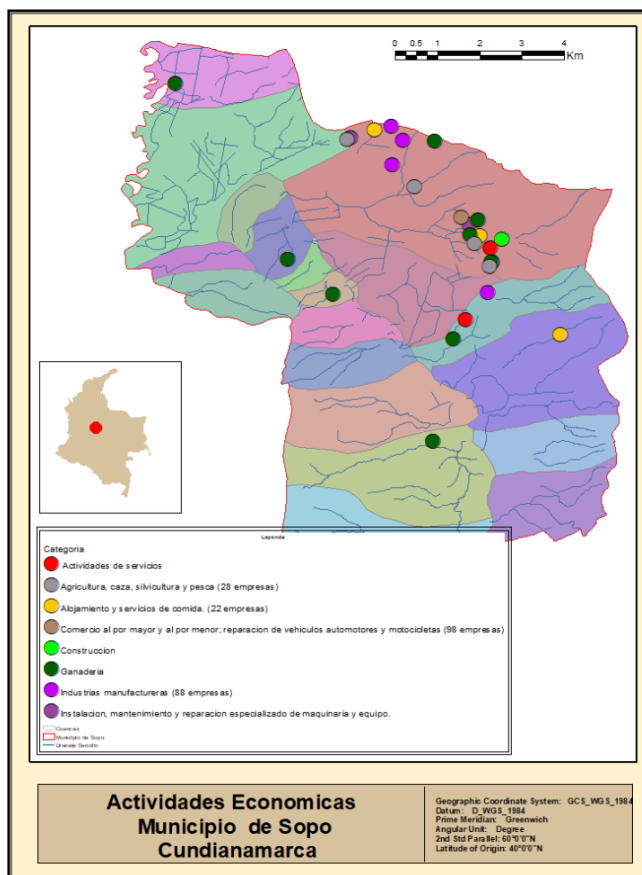 0 0.5 1 2 3 4
Km
Leyenda
Categoria
Actividades de servicios
Agricultura, caza, silvicultura y pesca (28 empresas)
Alojamiento y servicios de comida. (22 empresas)
Comercio al por mayor y al por menor; reparacion de vehiculos automotores y motocicletas (98 empresas)
Construccion
Ganaderia
Industrias manufactureras (88 empresas)
Instalacion, mantenimiento y reparacion especializado de maquinaria y equipo.
Cuencas
Municipio de Sopo
Drenaje Sencillo
Actividades Economicas
Municipio de Sopo
Cundianamarca
Geographic Coordinate System: GCS_WGS_1984
Datum: D_WGS_1984
Prime Meridian: Greenwich
Angular Unit: Degree
2nd Std Parallel: 60°0'0"N
Latitude of Origin: 40°0'0"N